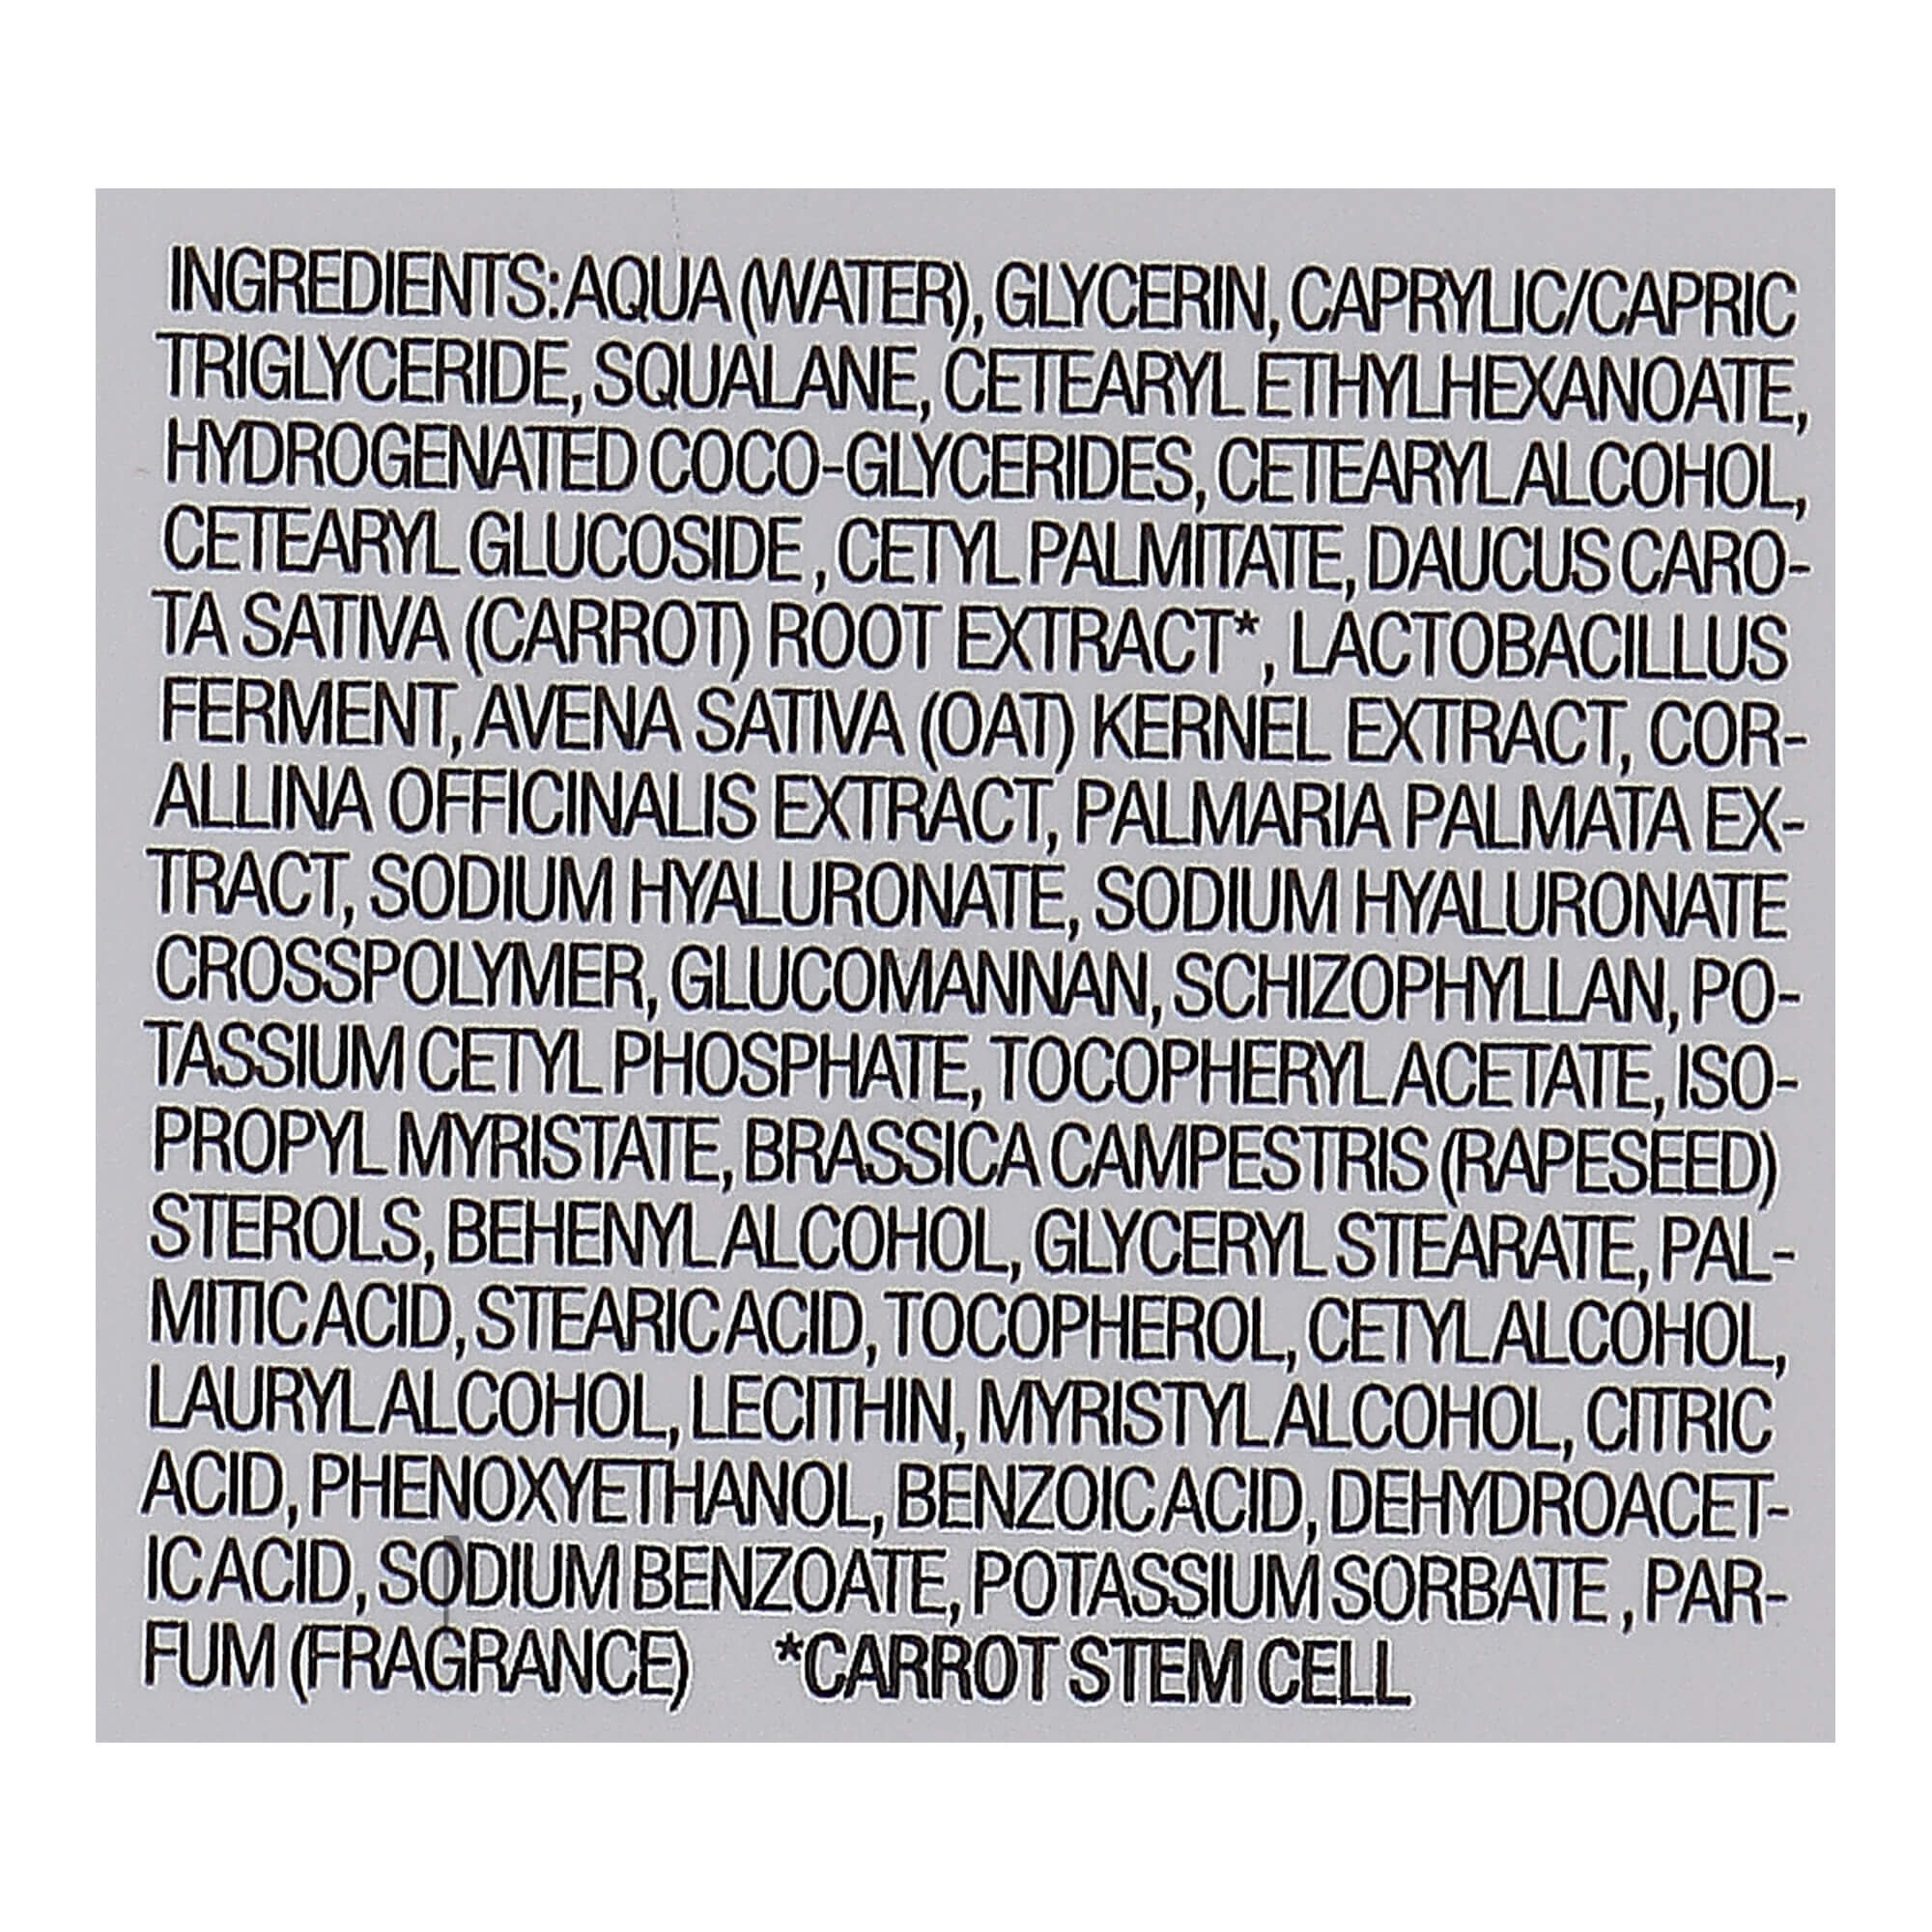 INGREDIENTS: AQUA (WATER), GLYCERIN, CAPRYLIC/CAPRIC
TRIGLYCERIDE, SQUALANE, CETEARYL ETHYLHEXANOATE,
HYDROGENATED COCO-GLYCERIDES, CETEARYL ALCOHOL,
CETEARYL GLUCOSIDE , CETYL PALMITATE, DAUCUS CARO-
TA SATIVA (CARROT) ROOT EXTRACT* , LACTOBACILLUS
FERMENT, AVENA SATIVA (OAT) KERNEL EXTRACT, COR-
ALLINA OFFICINALIS EXTRACT, PALMARIA PALMATA EX-
TRACT, SODIUM HYALURONATE, SODIUM HYALURONATE
CROSSPOLYMER, GLUCOMANNAN, SCHIZOPHYLLAN, PO-
TASSIUM CETYL PHOSPHATE, TOCOPHERYL ACETATE, ISO-
PROPYL MYRISTATE, BRASSICA CAMPESTRIS (RAPESEED)
STEROLS, BEHENYL ALCOHOL, GLYCERYL STEARATE, PAL-
MITIC ACID, STEARIC ACID, TOCOPHEROL, CETYL ALCOHOL,
LAURYL ALCOHOL, LECITHIN, MYRISTYL ALCOHOL, CITRIC
ACID, PHENOXYETHANOL, BENZOIC ACID, DEHYDROACET-
IC ACID, SODIUM BENZOATE, POTASSIUM SORBATE , PAR-
FUM (FRAGRANCE) *CARROT STEM CELL